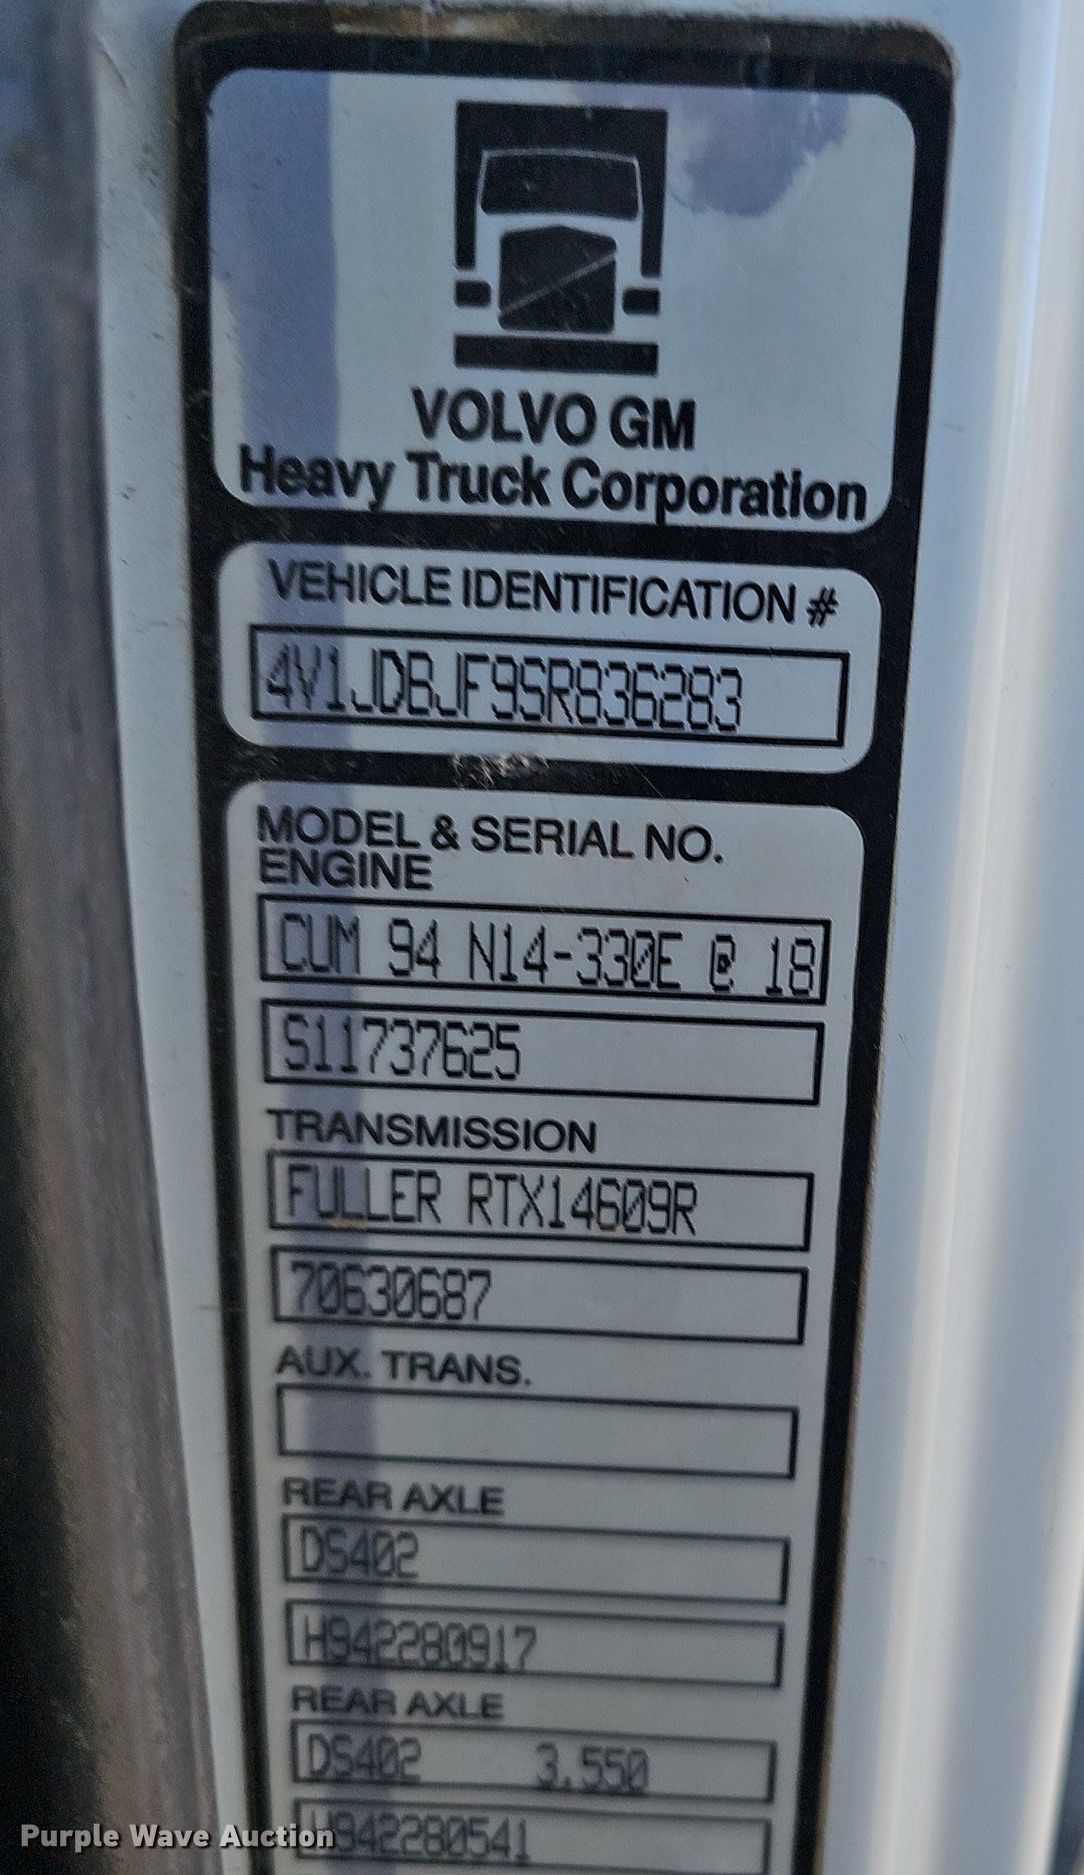 VOLVO GM
Heavy Truck Corporation
VEHICLE IDENTIFICATION #
4V1JDBJF9SR836283
MODEL & SERIAL NO.
ENGINE
CUM 94 N14-330E @ 18
S11737625
TRANSMISSION
FULLER RTX14609R
70630687
AUX. TRANS.
REAR AXLE
DS402
H942280917
REAR AXLE
DS402 3.550
H942280541
Purple Wave Auction